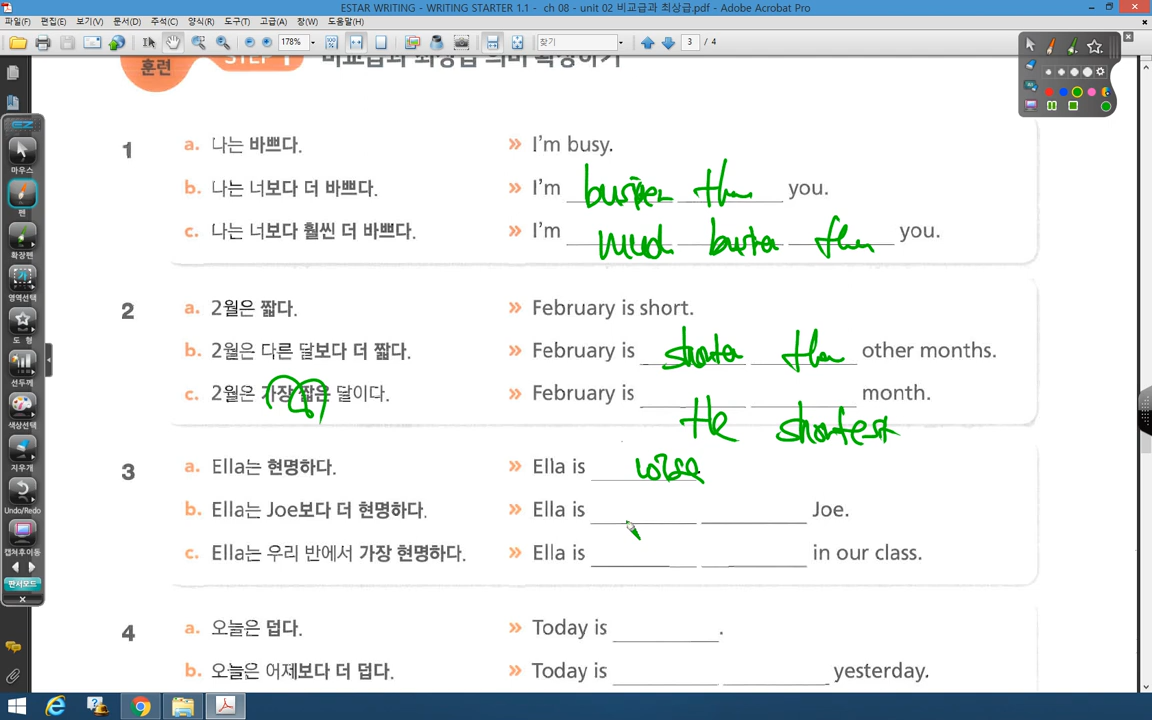 ESTAR WRITING - WRITING STARTER 1.1 - ch 08 - unit 02 비교급과 최상급.pdf - Adobe Acrobat Pro
파일(F) 편집(E) 보기(V) 문서(D) 주석(C) 양식(R) 도구(T) 고급(A) 창(W) 도움말(H)
178% 찾기 3 / 4
훈련 STEP 1 비교급과 최상급 의미 확장하기
1 a. 나는 바쁘다. » I'm busy.
b. 나는 너보다 더 바쁘다. » I'm busier than you.
c. 나는 너보다 훨씬 더 바쁘다. » I'm much busier than you.
2 a. 2월은 짧다. » February is short.
b. 2월은 다른 달보다 더 짧다. » February is shorter than other months.
c. 2월은 가장 짧은 달이다. » February is month.
the shortest
3 a. Ella는 현명하다. » Ella is wise.
b. Ella는 Joe보다 더 현명하다. » Ella is Joe.
c. Ella는 우리 반에서 가장 현명하다. » Ella is in our class.
4 a. 오늘은 덥다. » Today is .
b. 오늘은 어제보다 더 덥다. » Today is yesterday.
EZ
마우스
펜
확장펜
영역선택
도 형
선두께
색상선택
지우개
Undo/Redo
캡쳐후이동
판서모드